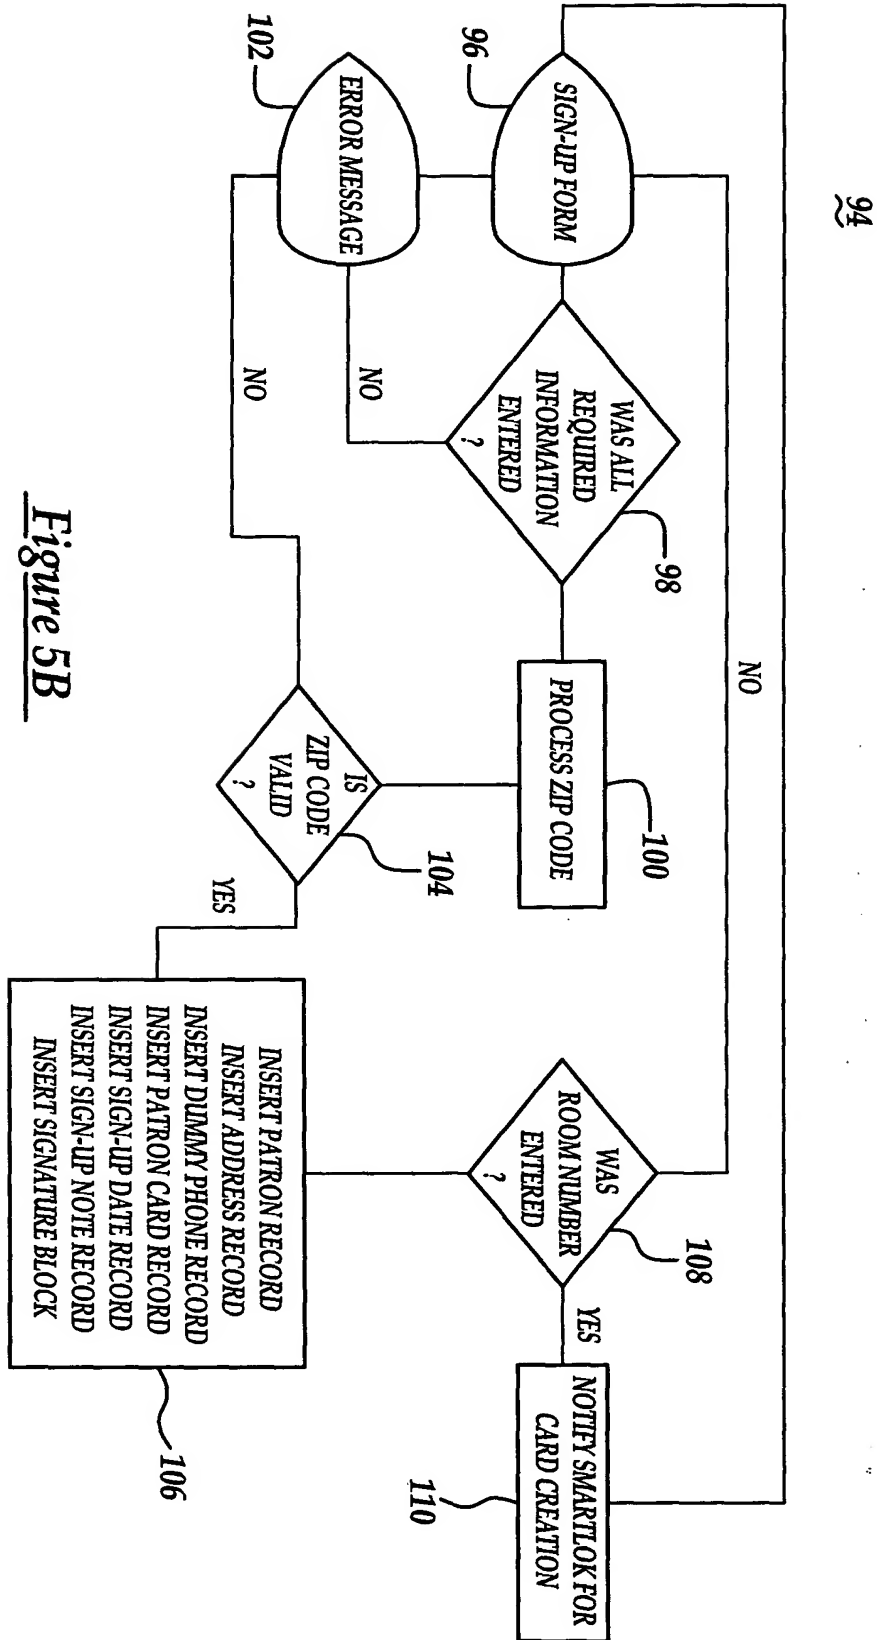 94
NO
SIGN-UP FORM
96
WAS ALL
REQUIRED
INFORMATION
ENTERED
?
98
PROCESS ZIP CODE
100
WAS
ROOM NUMBER
ENTERED
?
108
YES
NOTIFY SMARTLOK FOR
CARD CREATION
110
ERROR MESSAGE
102
NO
NO
IS
ZIP CODE
VALID
?
104
YES
INSERT PATRON RECORD
INSERT ADDRESS RECORD
INSERT DUMMY PHONE RECORD
INSERT PATRON CARD RECORD
INSERT SIGN-UP DATE RECORD
INSERT SIGN-UP NOTE RECORD
INSERT SIGNATURE BLOCK
106
Figure 5B